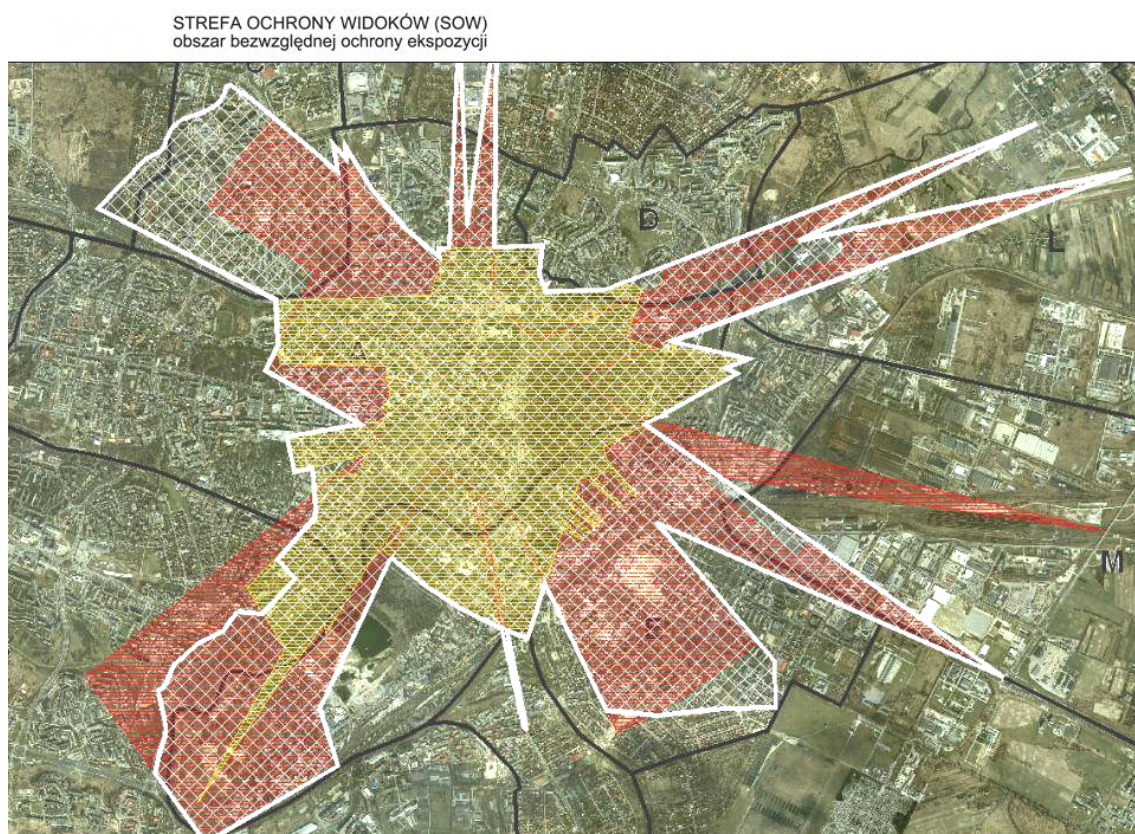 STREFA OCHRONY WIDOKÓW (SOW)
obszar bezwzględnej ochrony ekspozycji
C
D
L
A
M